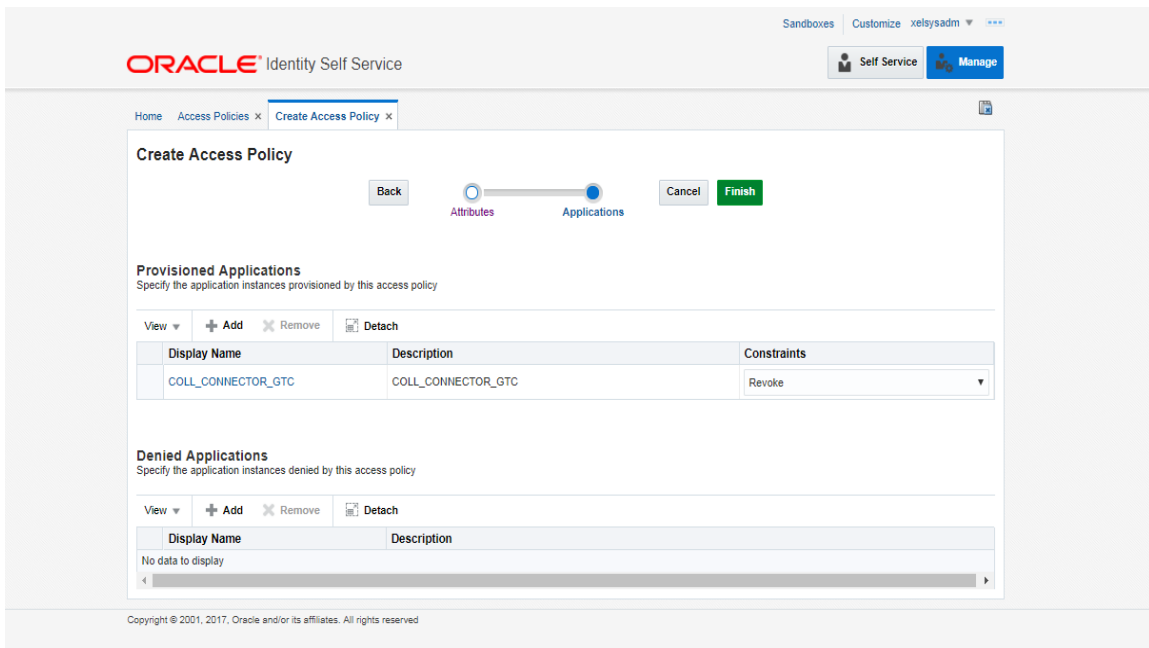 Sandboxes Customize xelsysadm
ORACLE Identity Self Service
Self Service Manage
Home Access Policies × Create Access Policy ×
Create Access Policy
Back Cancel Finish
Attributes Applications
Provisioned Applications
Specify the application instances provisioned by this access policy
View Add Remove Detach
Display Name Description Constraints
COLL_CONNECTOR_GTC COLL_CONNECTOR_GTC Revoke
Denied Applications
Specify the application instances denied by this access policy
View Add Remove Detach
Display Name Description
No data to display
Copyright © 2001, 2017, Oracle and/or its affiliates. All rights reserved